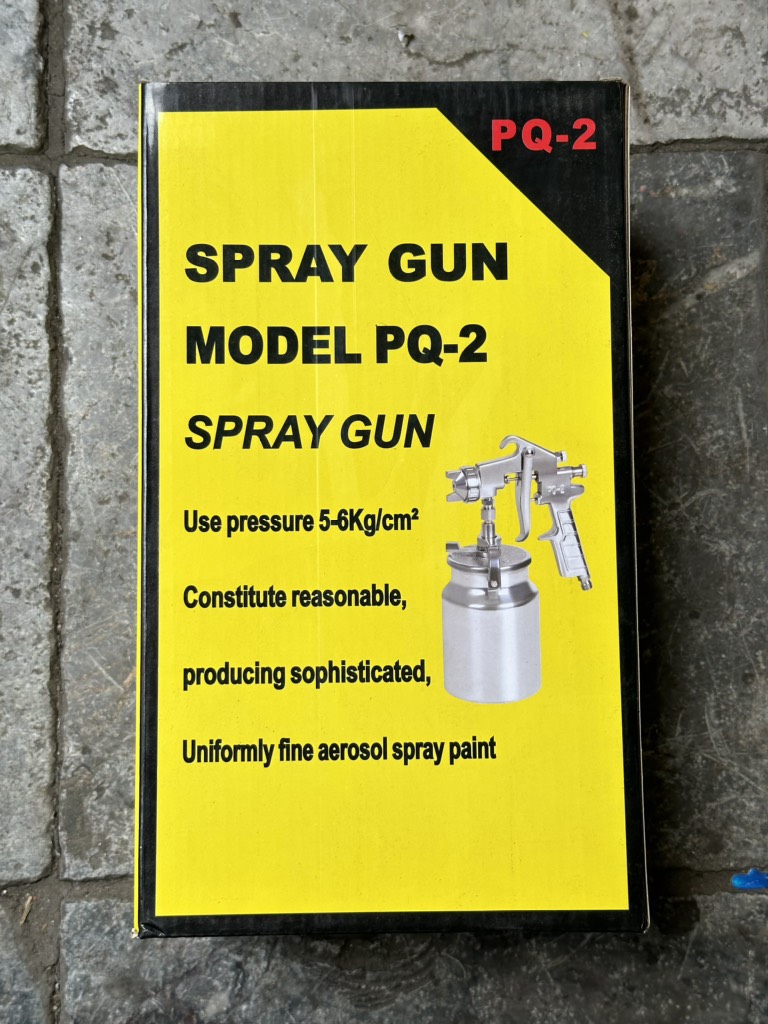 PQ-2
SPRAY GUN
MODEL PQ-2
SPRAY GUN
Use pressure 5-6Kg/cm²
Constitute reasonable,
producing sophisticated,
Uniformly fine aerosol spray paint